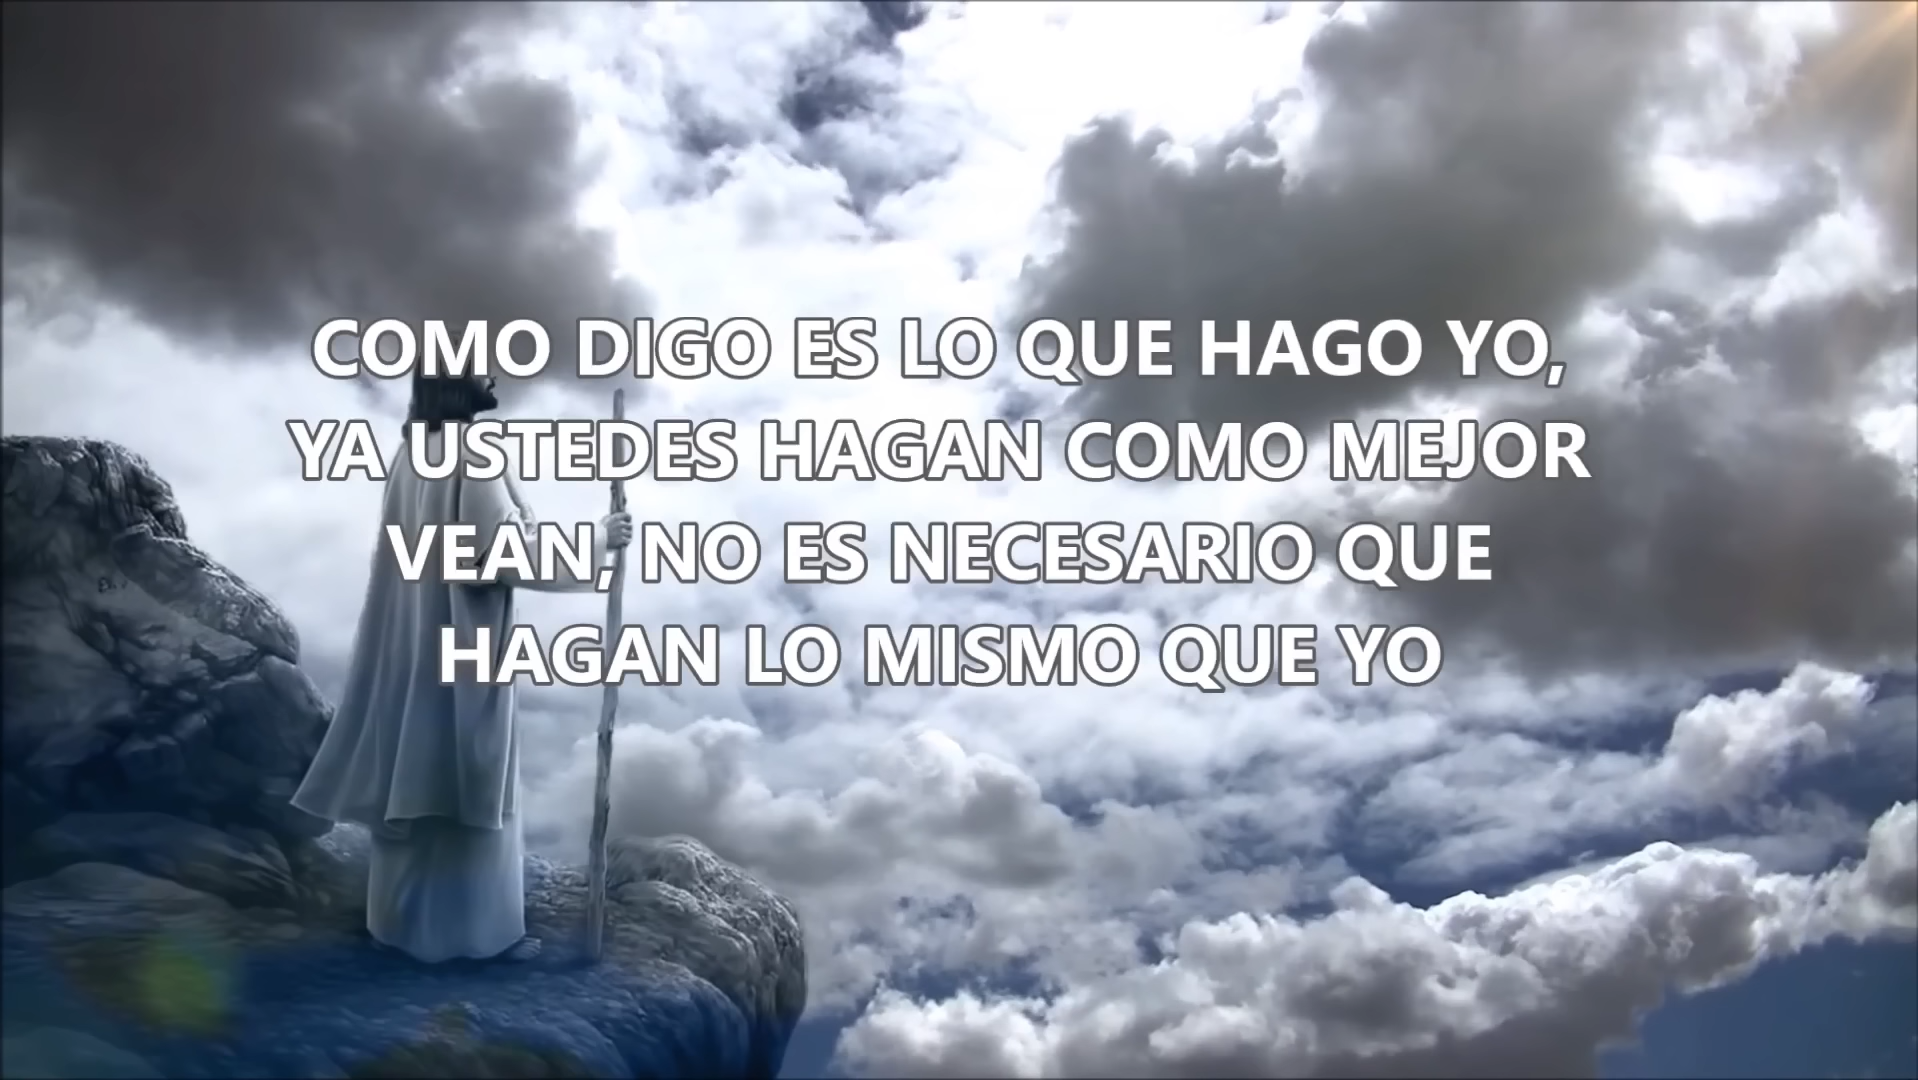 COMO DIGO ES LO QUE HAGO YO,
YA USTEDES HAGAN COMO MEJOR
VEAN, NO ES NECESARIO QUE
HAGAN LO MISMO QUE YO